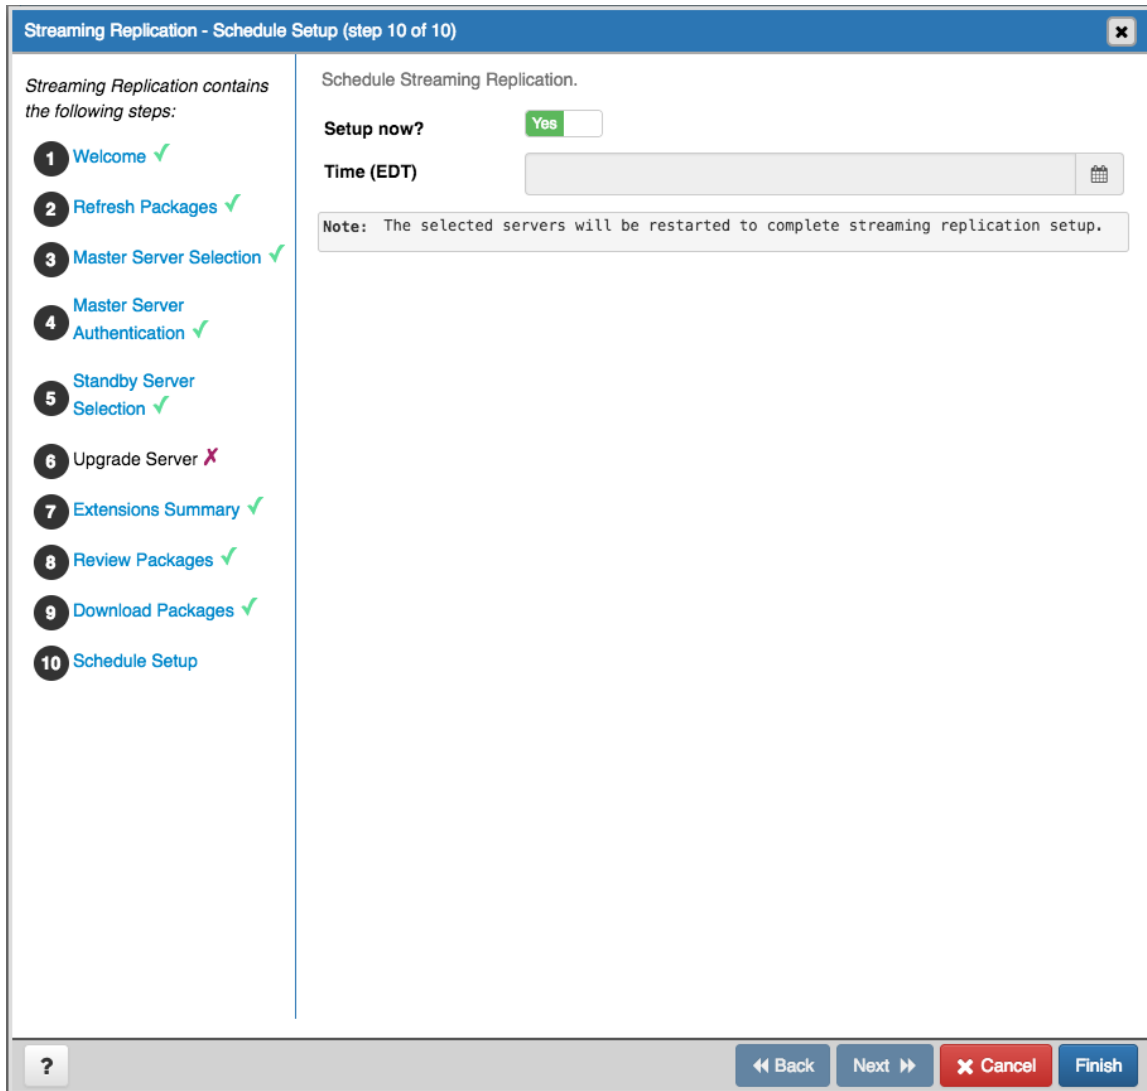 Streaming Replication - Schedule Setup (step 10 of 10)
Streaming Replication contains
the following steps:
1 Welcome ✓
2 Refresh Packages ✓
3 Master Server Selection ✓
4 Master Server
Authentication ✓
5 Standby Server
Selection ✓
6 Upgrade Server ✗
7 Extensions Summary ✓
8 Review Packages ✓
9 Download Packages ✓
10 Schedule Setup
Schedule Streaming Replication.
Setup now? Yes
Time (EDT)
Note: The selected servers will be restarted to complete streaming replication setup.
? Back Next Cancel Finish